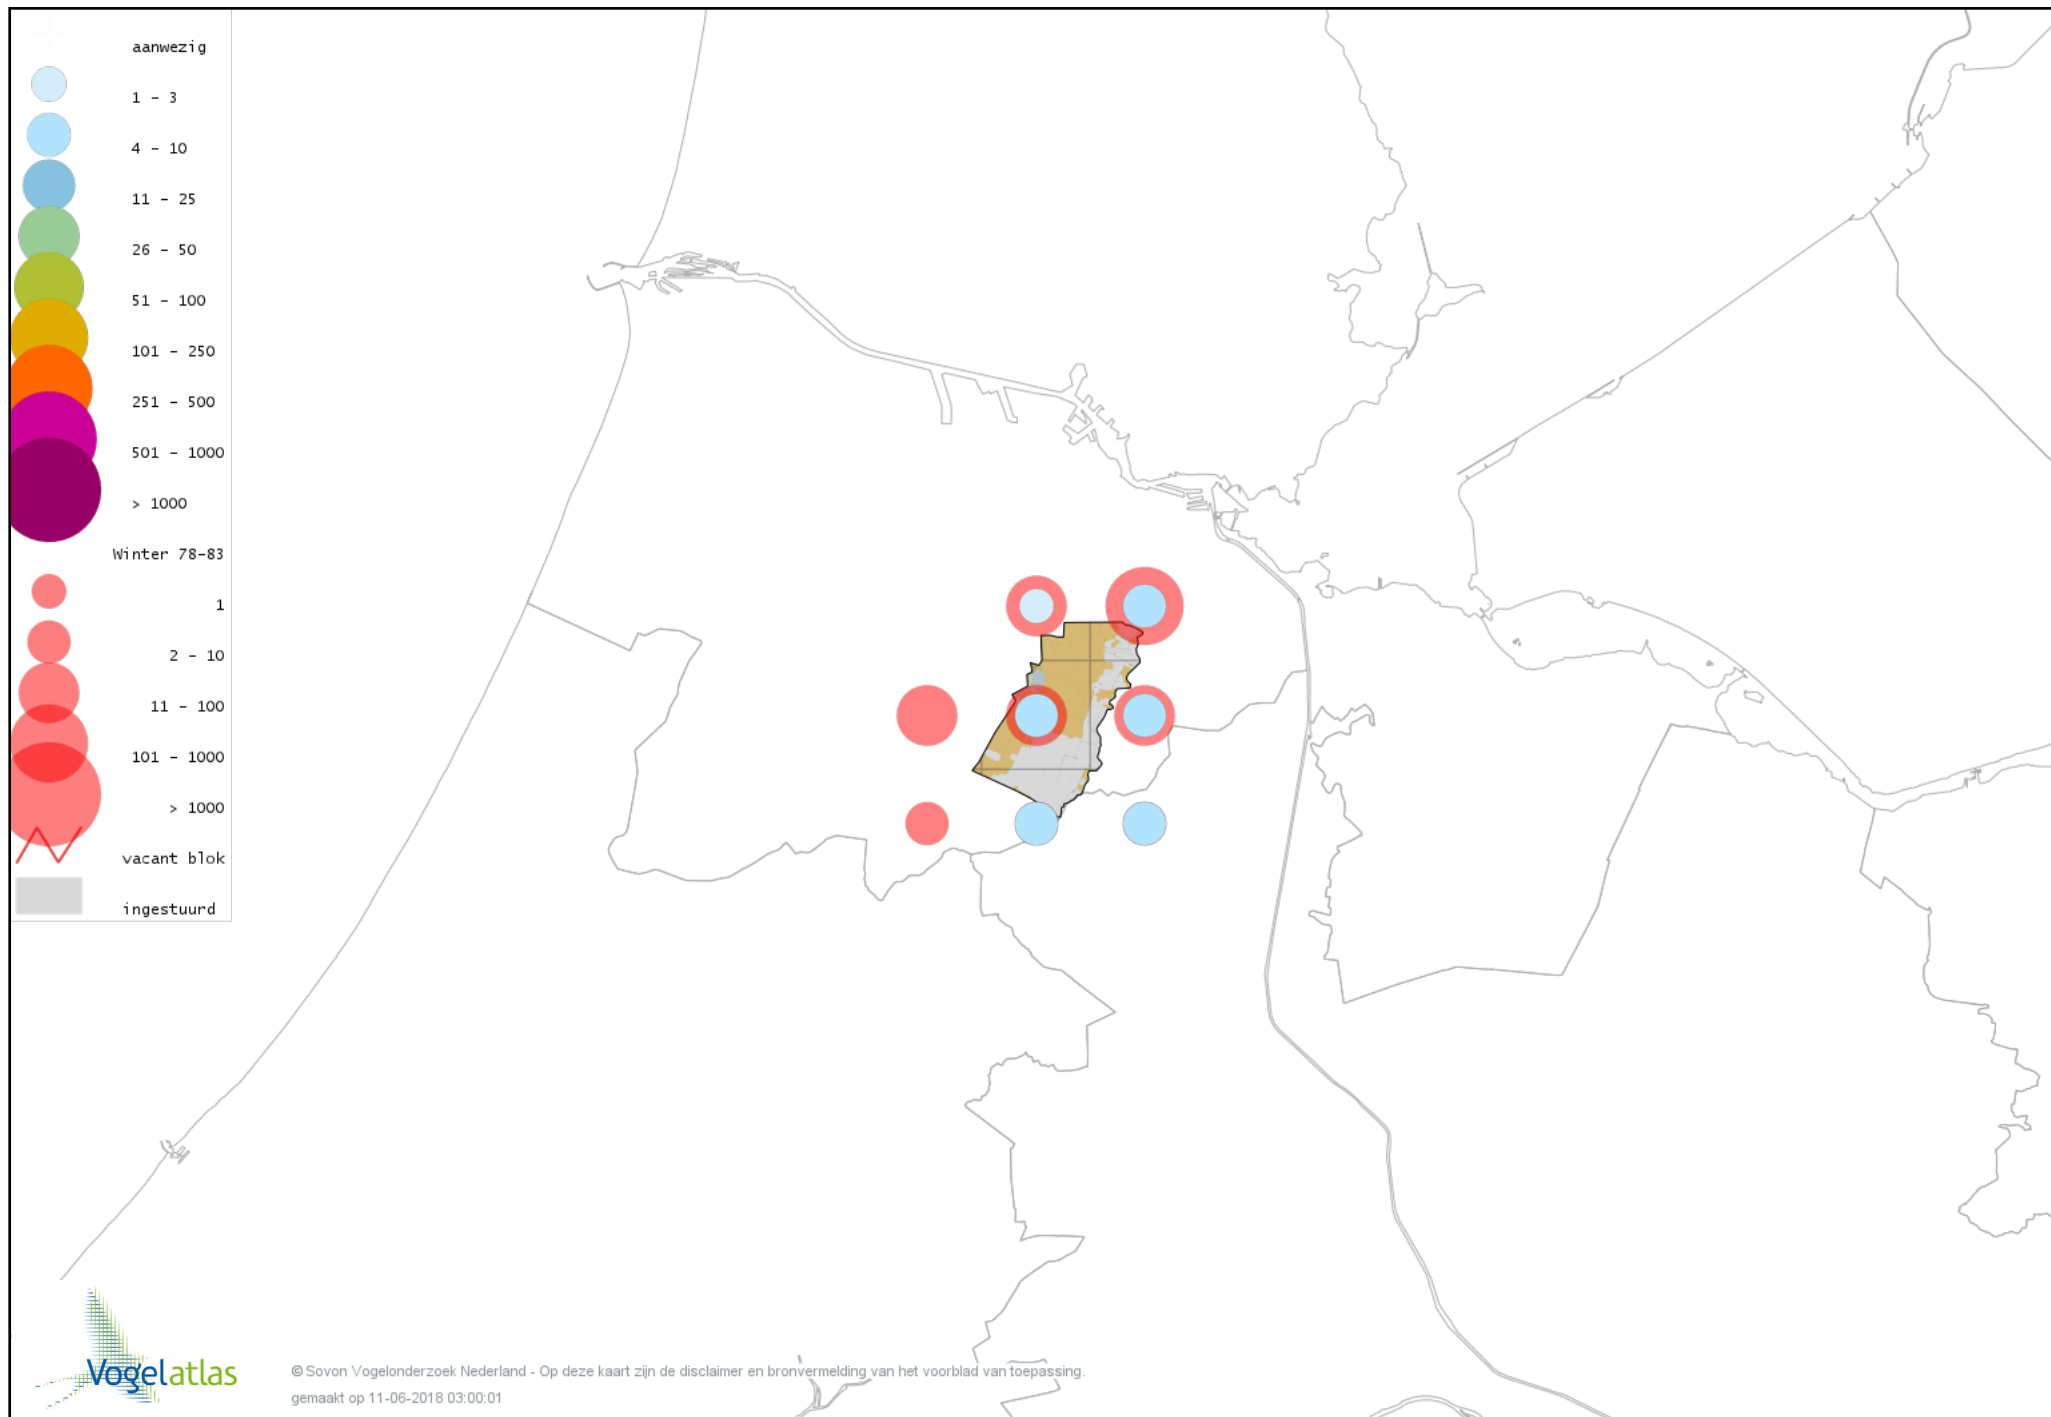 aanwezig
1 - 3
4 - 10
11 - 25
26 - 50
51 - 100
101 - 250
251 - 500
501 - 1000
> 1000
Winter 78-83
1
2 - 10
11 - 100
101 - 1000
> 1000
vacant blok
ingestuurd
Vogelatlas
© Sovon Vogelonderzoek Nederland - Op deze kaart zijn de disclaimer en bronvermelding van het voorblad van toepassing.
gemaakt op 11-06-2018 03:00:01